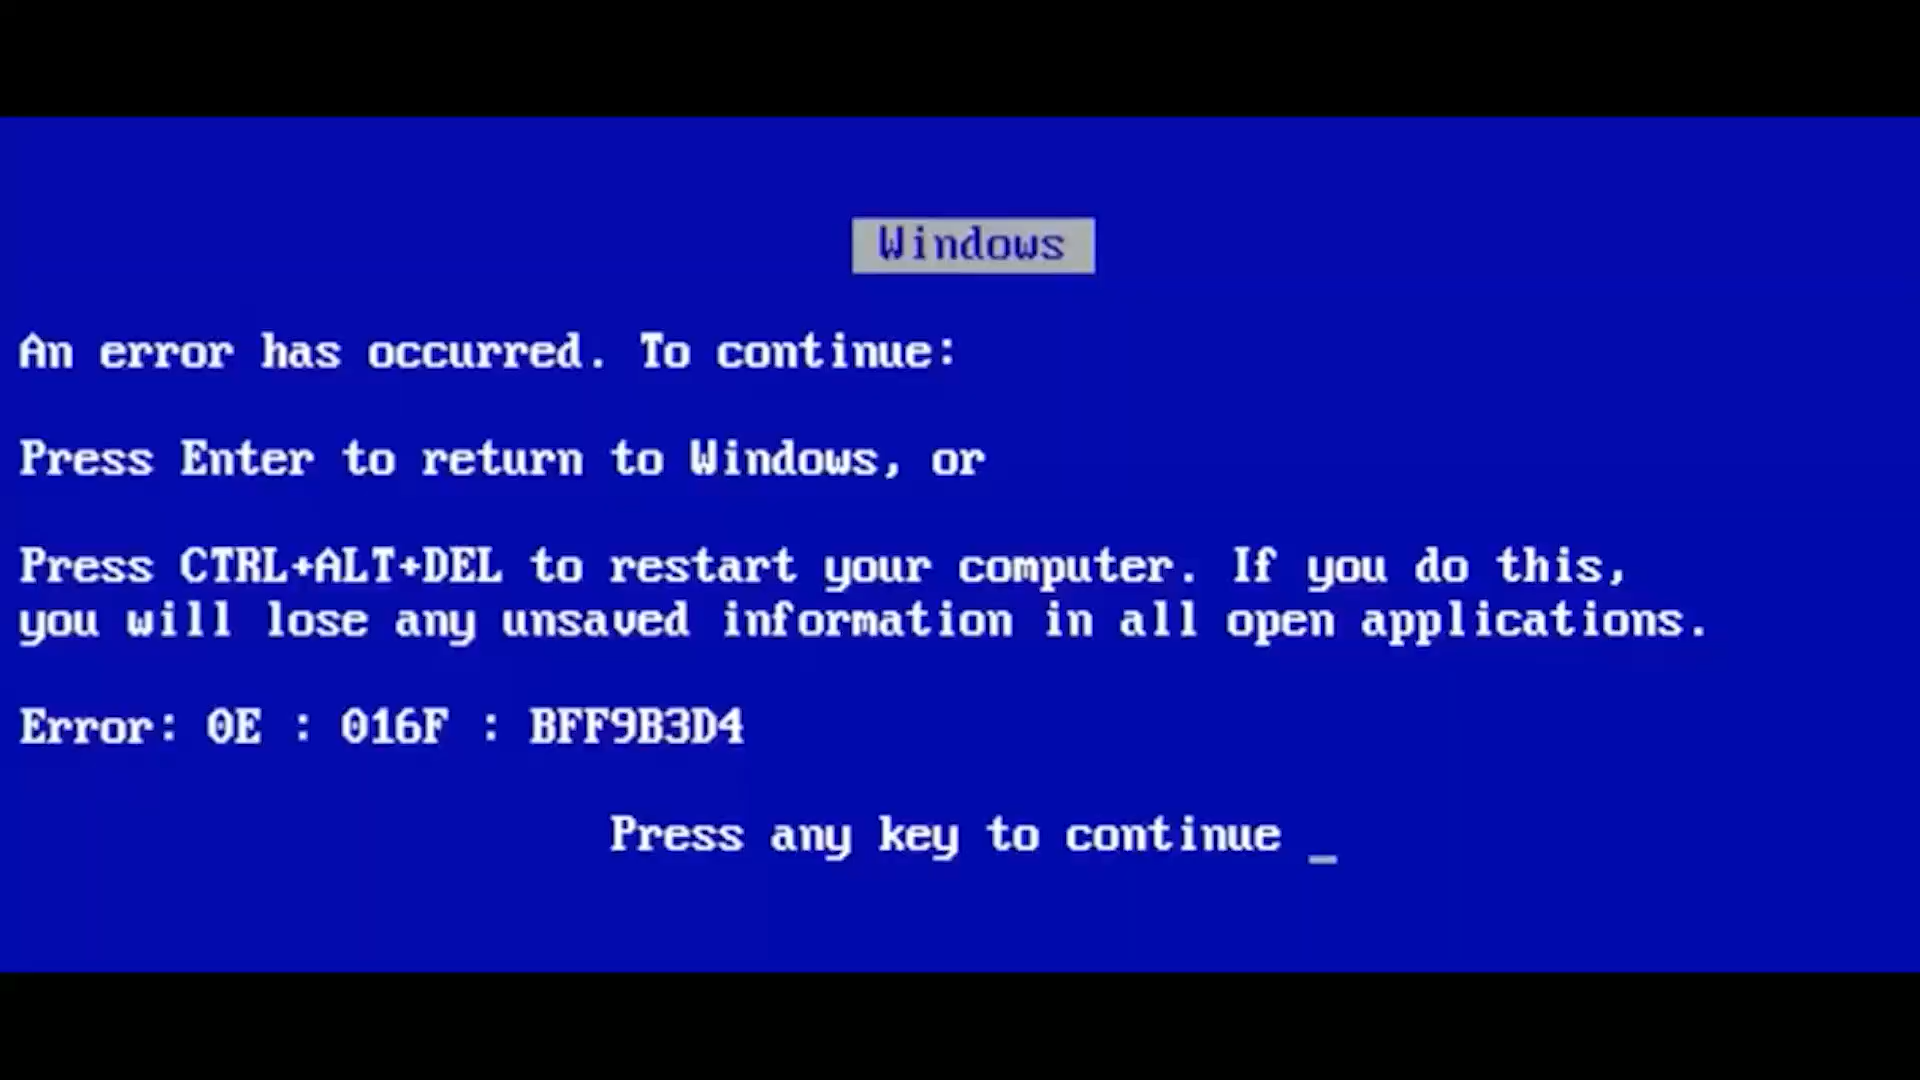 Windows
An error has occurred. To continue:
Press Enter to return to Windows, or
Press CTRL+ALT+DEL to restart your computer. If you do this,
you will lose any unsaved information in all open applications.
Error: 0E : 016F : BFF9B3D4
Press any key to continue _